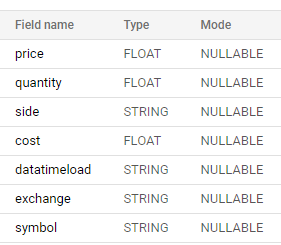 Field name Type Mode
price FLOAT NULLABLE
quantity FLOAT NULLABLE
side STRING NULLABLE
cost FLOAT NULLABLE
datatimeload STRING NULLABLE
exchange STRING NULLABLE
symbol STRING NULLABLE